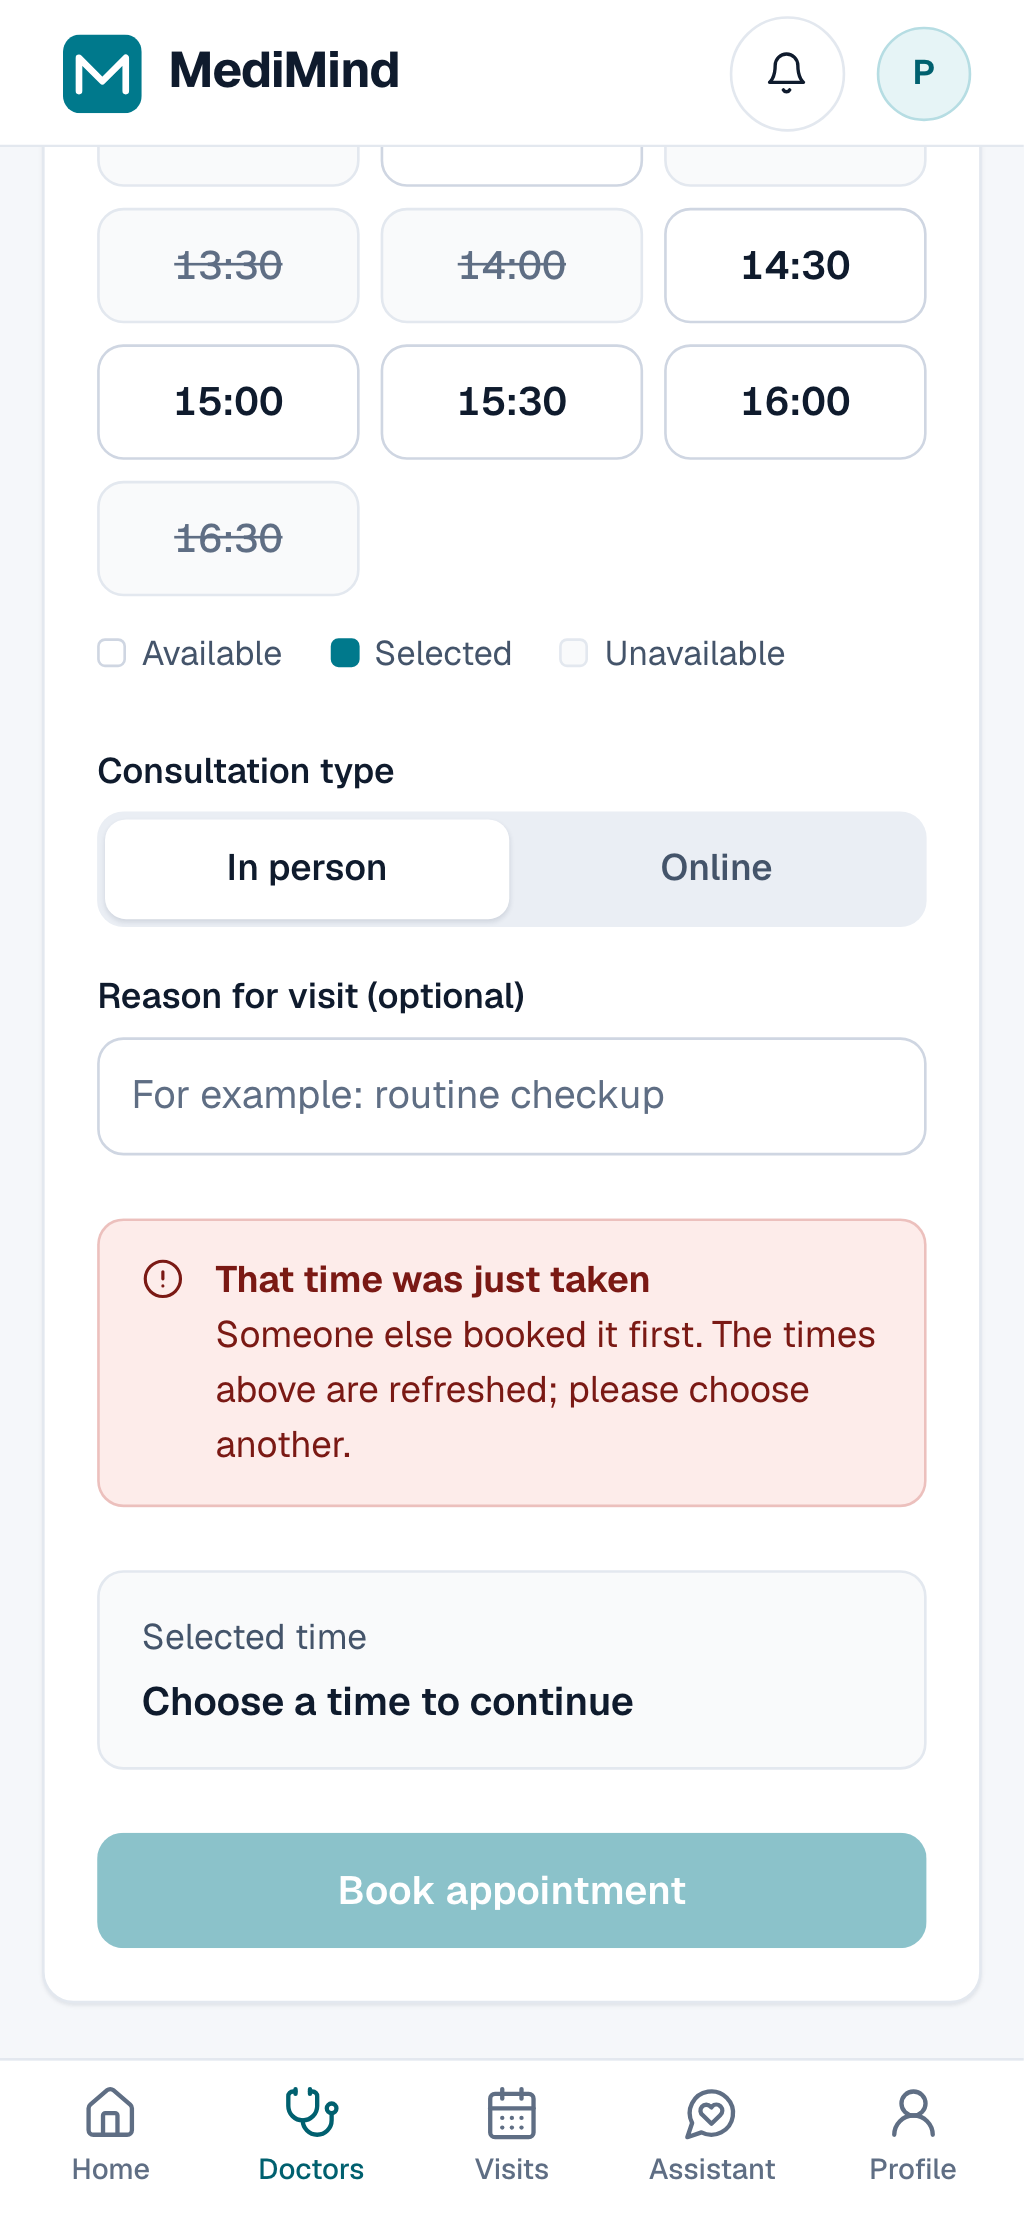 MediMind
P
13:30 14:00 14:30
15:00 15:30 16:00
16:30
Available Selected Unavailable
Consultation type
In person Online
Reason for visit (optional)
For example: routine checkup
That time was just taken
Someone else booked it first. The times
above are refreshed; please choose
another.
Selected time
Choose a time to continue
Book appointment
Home Doctors Visits Assistant Profile